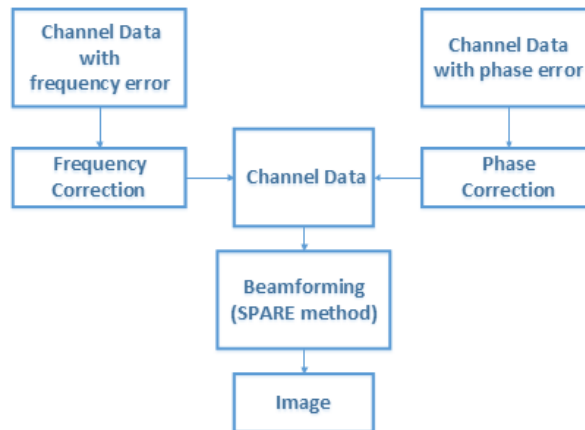 Channel Data
with
frequency error
Channel Data
with phase error
Frequency
Correction
Channel Data
Phase
Correction
Beamforming
(SPARE method)
Image